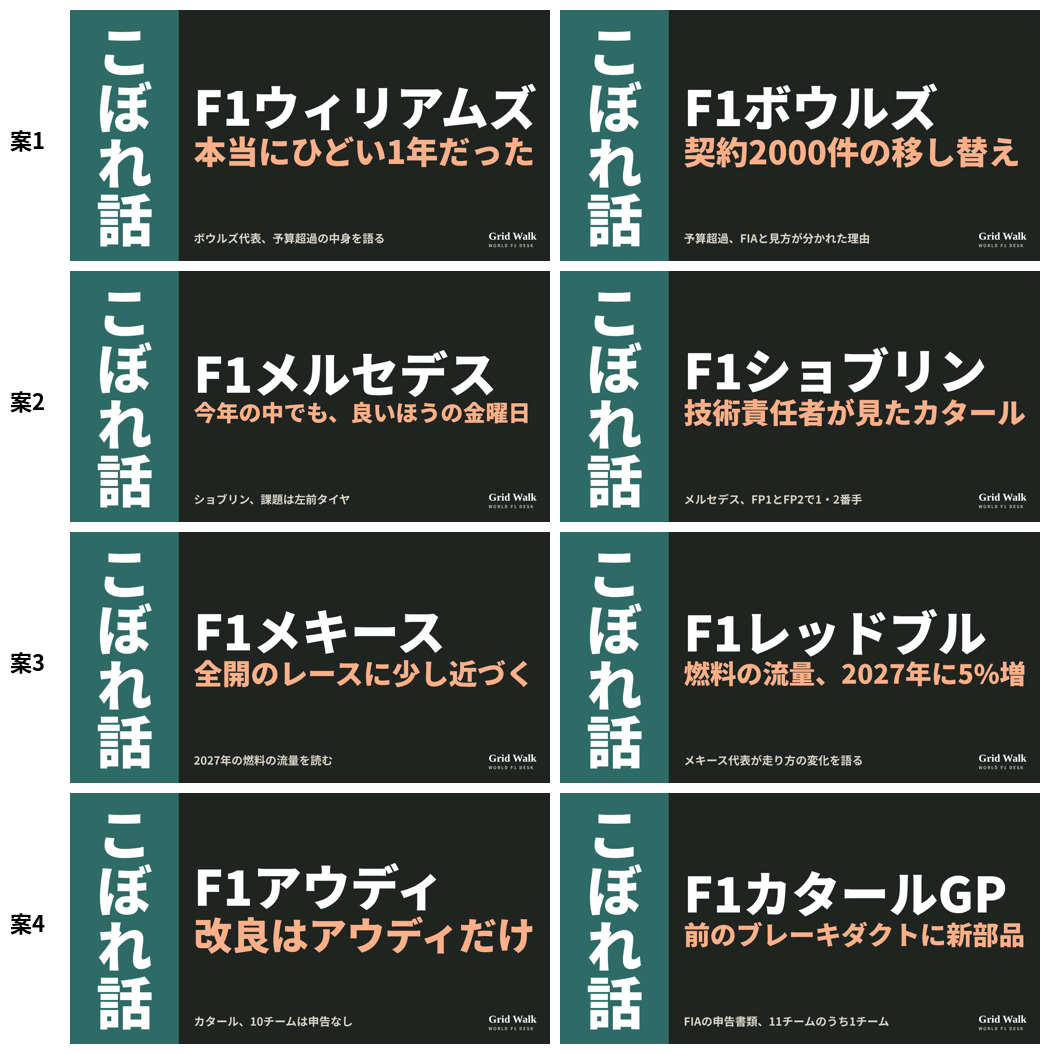 案1
こぼれ話
F1ウィリアムズ
本当にひどい1年だった
ボウルズ代表、予算超過の中身を語る
Grid Walk
WORLD F1 DESK
こぼれ話
F1ボウルズ
契約2000件の移し替え
予算超過、FIAと見方が分かれた理由
Grid Walk
WORLD F1 DESK
案2
こぼれ話
F1メルセデス
今年の中でも、良いほうの金曜日
ショブリン、課題は左前タイヤ
Grid Walk
WORLD F1 DESK
こぼれ話
F1ショブリン
技術責任者が見たカタール
メルセデス、FP1とFP2で1・2番手
Grid Walk
WORLD F1 DESK
案3
こぼれ話
F1メキース
全開のレースに少し近づく
2027年の燃料の流量を読む
Grid Walk
WORLD F1 DESK
こぼれ話
F1レッドブル
燃料の流量、2027年に5%増
メキース代表が走り方の変化を語る
Grid Walk
WORLD F1 DESK
案4
こぼれ話
F1アウディ
改良はアウディだけ
カタール、10チームは申告なし
Grid Walk
WORLD F1 DESK
こぼれ話
F1カタールGP
前のブレーキダクトに新部品
FIAの申告書類、11チームのうち1チーム
Grid Walk
WORLD F1 DESK